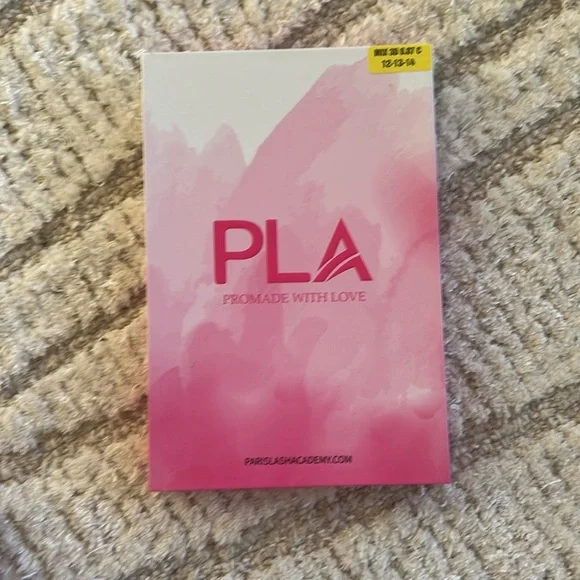 MIX 3D 0.07 C
12-13-14
PLA
PROMADE WITH LOVE
PARISLASHACADEMY.COM